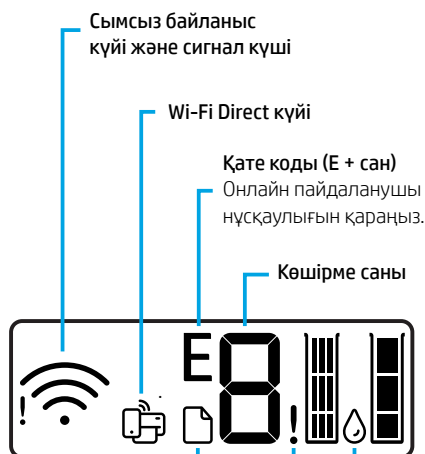 Сымсыз байланыс
күйі және сигнал күші
Wi-Fi Direct күйі
Қате коды (E + сан)
Онлайн пайдаланушы
нұсқаулығын қараңыз.
Көшірме саны
E8
! !